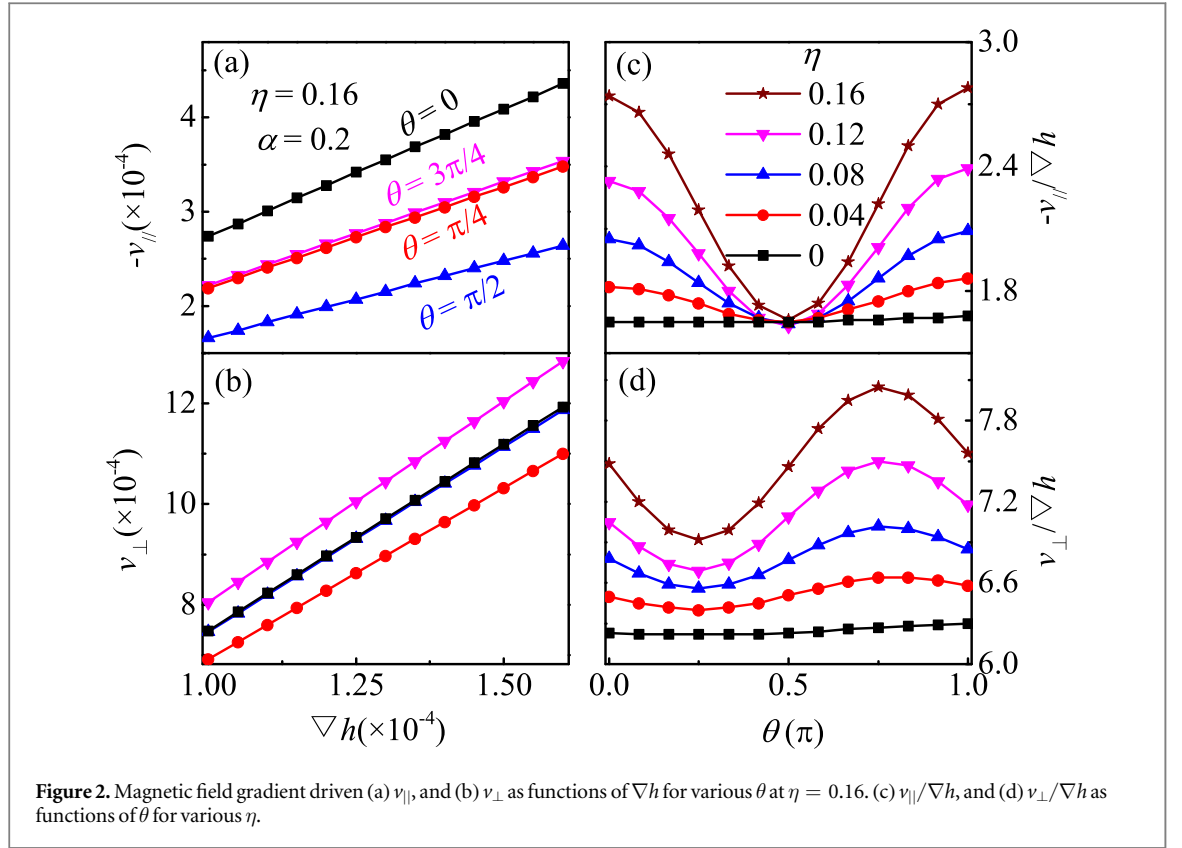 (a)
η = 0.16
α = 0.2
θ = 0
θ = 3π/4
θ = π/4
θ = π/2
4
3
2
-ν//(×10⁻⁴)
(b)
12
10
8
ν⊥(×10⁻⁴)
1.00 1.25 1.50
▽h(×10⁻⁴)
(c)
η
0.16
0.12
0.08
0.04
0
3.0
2.4
1.8
-ν///▽h
(d)
7.8
7.2
6.6
6.0
ν⊥/▽h
0.0 0.5 1.0
θ(π)
Figure 2. Magnetic field gradient driven (a) ν||, and (b) ν⊥ as functions of ∇h for various θ at η = 0.16. (c) ν||/∇h, and (d) ν⊥/∇h as
functions of θ for various η.